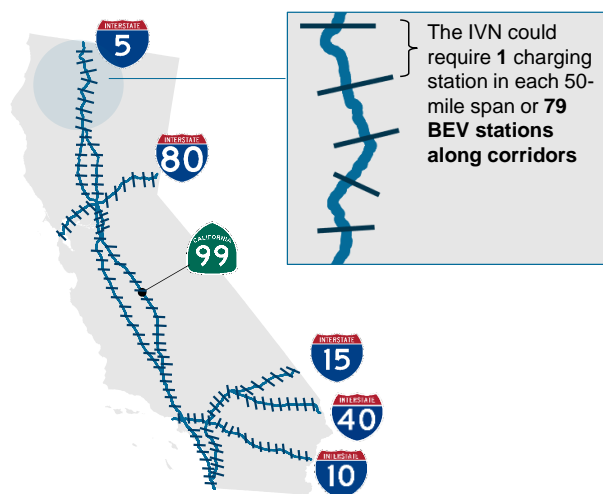 INTERSTATE
5
The IVN could
require 1 charging
station in each 50-
mile span or 79
BEV stations
along corridors
INTERSTATE
80
CALIFORNIA
99
INTERSTATE
15
INTERSTATE
40
INTERSTATE
10